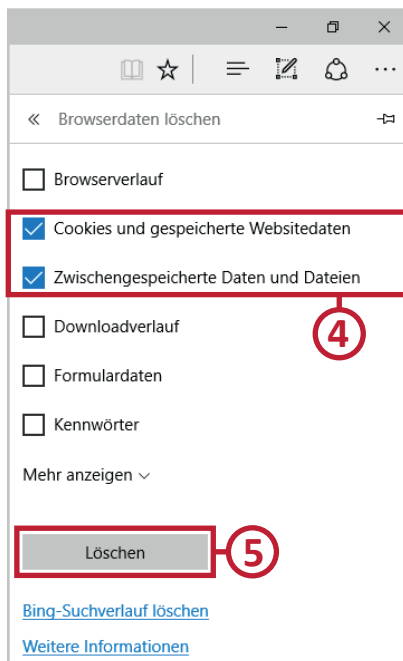 Browserdaten löschen
Browserverlauf
Cookies und gespeicherte Websitedaten
Zwischengespeicherte Daten und Dateien
4
Downloadverlauf
Formulardaten
Kennwörter
Mehr anzeigen
Löschen
5
Bing-Suchverlauf löschen
Weitere Informationen